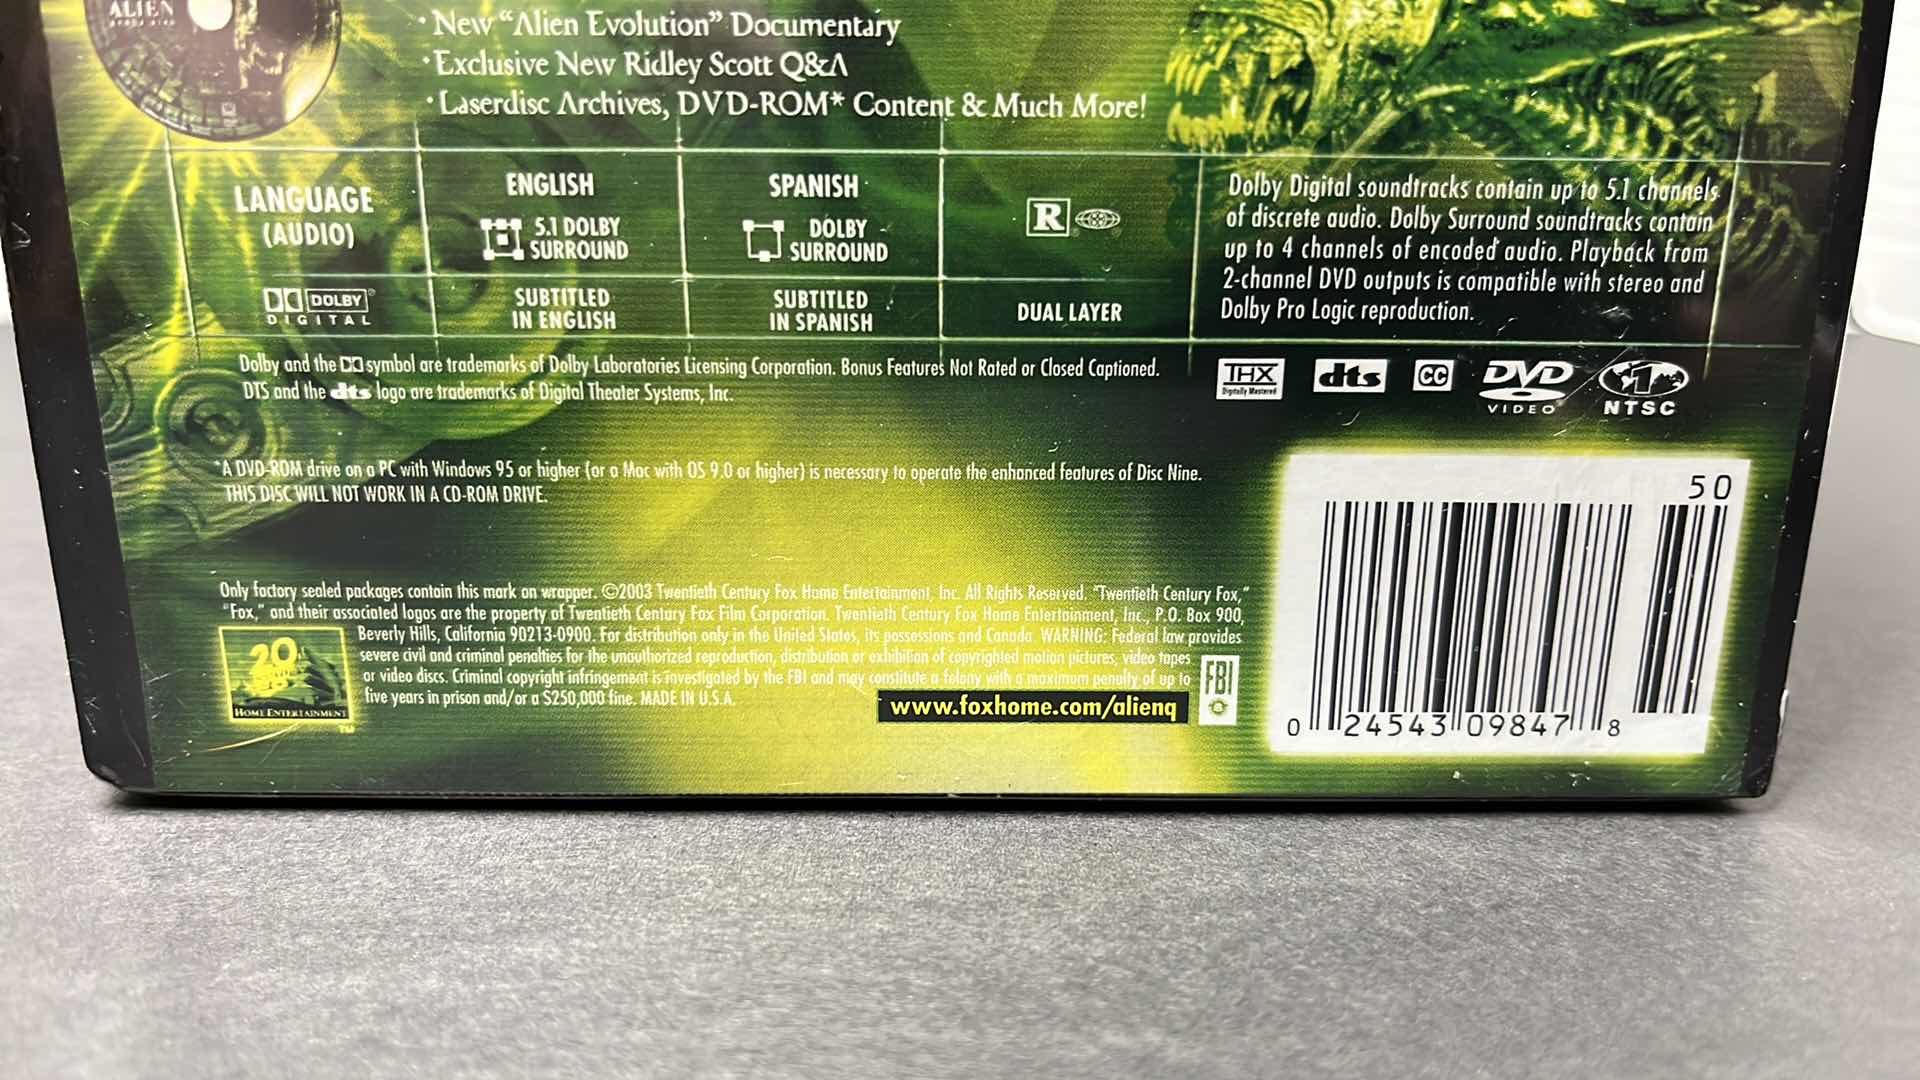 ALIEN
• New "Alien Evolution" Documentary
• Exclusive New Ridley Scott Q&A
• Laserdisc Archives, DVD-ROM* Content & Much More!
LANGUAGE
(AUDIO)
ENGLISH
5.1 DOLBY
SURROUND
SPANISH
DOLBY
SURROUND
R
DOLBY
DIGITAL
SUBTITLED
IN ENGLISH
SUBTITLED
IN SPANISH
DUAL LAYER
Dolby Digital soundtracks contain up to 5.1 channels
of discrete audio. Dolby Surround soundtracks contain
up to 4 channels of encoded audio. Playback from
2-channel DVD outputs is compatible with stereo and
Dolby Pro Logic reproduction.
Dolby and the symbol are trademarks of Dolby Laboratories Licensing Corporation. Bonus Features Not Rated or Closed Captioned.
DTS and the dts logo are trademarks of Digital Theater Systems, Inc.
THX
Digitally Mastered
dts
CC
DVD
VIDEO
1
NTSC
*A DVD-ROM drive on a PC with Windows 95 or higher (or a Mac with OS 9.0 or higher) is necessary to operate the enhanced features of Disc Nine.
THIS DISC WILL NOT WORK IN A CD-ROM DRIVE.
Only factory sealed packages contain this mark on wrapper. ©2003 Twentieth Century Fox Home Entertainment, Inc. All Rights Reserved. "Twentieth Century Fox,"
"Fox," and their associated logos are the property of Twentieth Century Fox Film Corporation. Twentieth Century Fox Home Entertainment, Inc., P.O. Box 900,
Beverly Hills, California 90213-0900. For distribution only in the United States, its possessions and Canada. WARNING: Federal law provides
severe civil and criminal penalties for the unauthorized reproduction, distribution or exhibition of copyrighted motion pictures, video tapes
or video discs. Criminal copyright infringement is investigated by the FBI and may constitute a felony with a maximum penalty of up to
five years in prison and/or a $250,000 fine. MADE IN U.S.A.
20
HOME ENTERTAINMENT
TM
www.foxhome.com/alienq
FBI
50
0 24543 09847 8